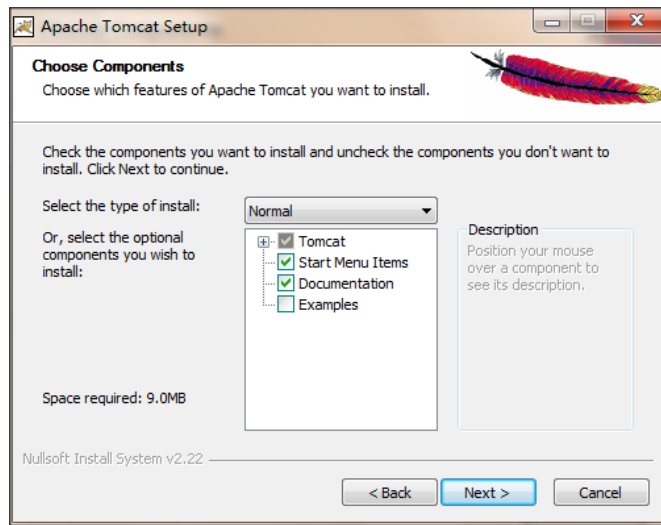 Apache Tomcat Setup
Choose Components
Choose which features of Apache Tomcat you want to install.
Check the components you want to install and uncheck the components you don't want to
install. Click Next to continue.
Select the type of install:
Normal
Or, select the optional
components you wish to
install:
Tomcat
Start Menu Items
Documentation
Examples
Description
Position your mouse
over a component to
see its description.
Space required: 9.0MB
Nullsoft Install System v2.22
< Back
Next >
Cancel